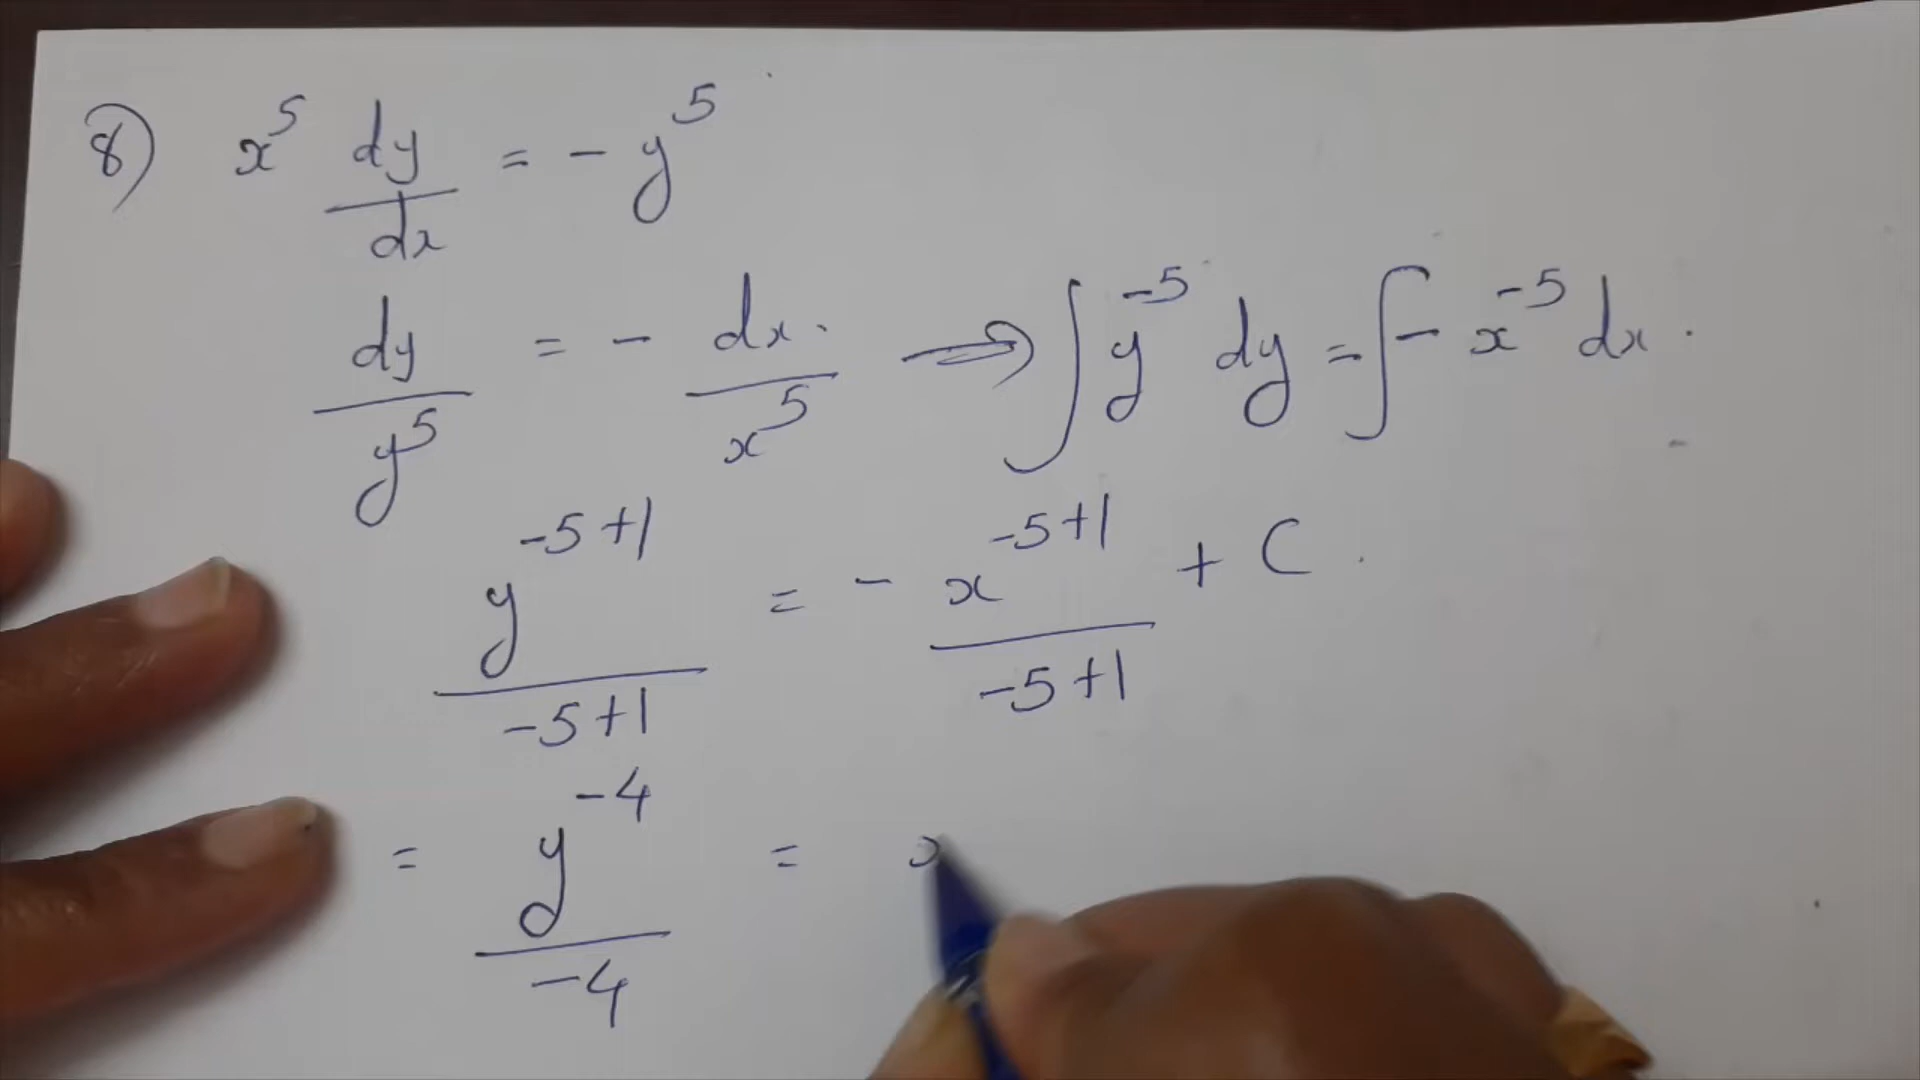 8) x^5 dy/dx = - y^5
dy/y^5 = - dx/x^5. ⇒ ∫ y^-5 dy = ∫ - x^-5 dx.
y^-5+1/-5+1 = - x^-5+1/-5+1 + C.
= y^-4/-4 = x